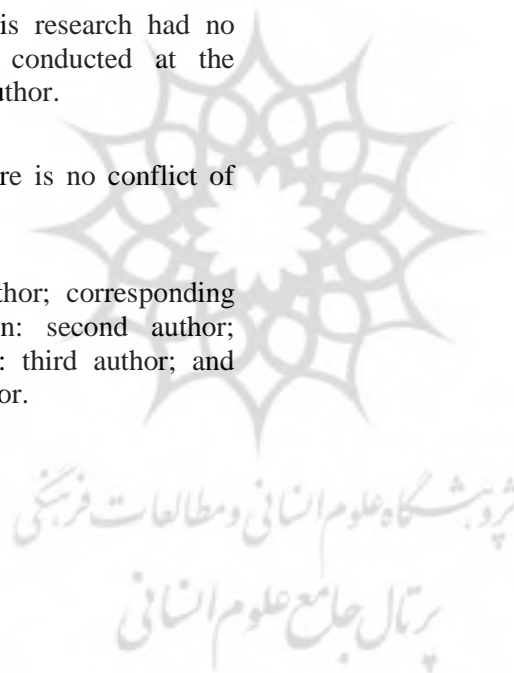 is research had no
conducted at the
uthor.
re is no conflict of
thor; corresponding
n: second author;
: third author; and
or.
پژوهشگاه علوم انسانی و مطالعات فرهنگی
پرتال جامع علوم انسانی